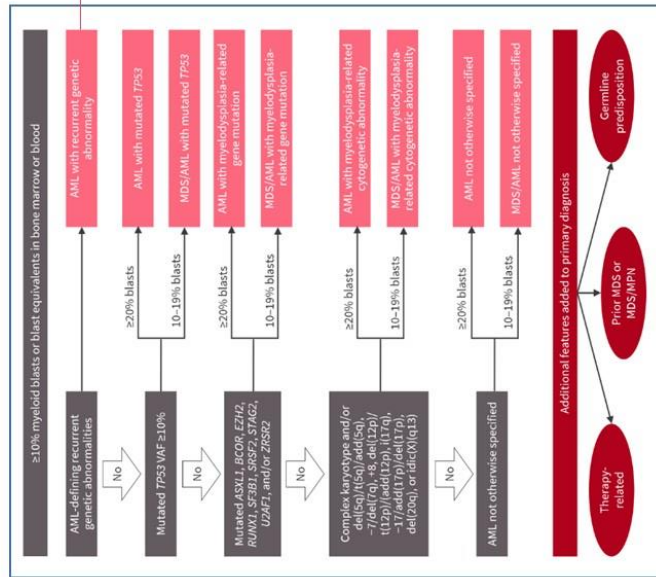 ≥10% myeloid blasts or blast equivalents in bone marrow or blood
AML-defining recurrent
genetic abnormalities
AML with recurrent genetic
abnormality
No
Mutated TP53 VAF ≥10%
≥20% blasts
AML with mutated TP53
10–19% blasts
MDS/AML with mutated TP53
No
Mutated ASXL1, BCOR, EZH2,
RUNX1, SF3B1, SRSF2, STAG2,
U2AF1, and/or ZRSR2
≥20% blasts
AML with myelodysplasia-related
gene mutation
10–19% blasts
MDS/AML with myelodysplasia-
related gene mutation
No
Complex karyotype and/or
del(5q)/t(5q)/add(5q),
−7/del(7q), +8, del(12p)/
t(12p)/(add(12p), i(17q),
−17/add(17p)/del(17p),
del(20q), or idic(X)(q13)
≥20% blasts
AML with myelodysplasia-related
cytogenetic abnormality
10–19% blasts
MDS/AML with myelodysplasia-
related cytogenetic abnormality
No
AML not otherwise specified
≥20% blasts
AML not otherwise specified
10–19% blasts
MDS/AML not otherwise specified
Additional features added to primary diagnosis
Therapy-
related
Prior MDS or
MDS/MPN
Germline
predisposition